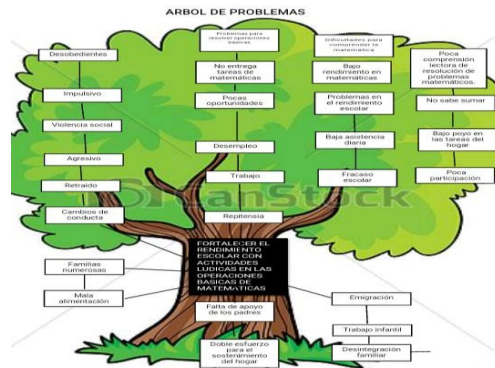 ARBOL DE PROBLEMAS
Desobedientes
Impulsivo
Violencia social
Agresivo
Retraido
Cambios de
conducta
Problemas para
resolver operaciones
básicas
No entrega
tareas de
matemáticas
Pocas
oportunidades
Desempleo
Trabajo
Repitensia
Dificultades para
comprender la
matemática
Bajo
rendimiento en
matemáticas
Problemas en
el rendimiento
escolar
Baja asistencia
diaria
Fracaso
escolar
Poca
comprensión
lectora de
resolución de
problemas
matemáticos.
No sabe sumar
Bajo poyo en
las tareas del
hogar
Poca
participación
CanStock
FORTALECER EL
RENDIMIENTO
ESCOLAR CON
ACTIVIDADES
LUDICAS EN LAS
OPERACIONES
BASICAS DE
MATEMATICAS
Familias
numerosas
Mala
alimentación
Falta de apoyo
de los padres
Doble esfuerzo
para el
sostenimiento
del hogar
Emigración
Trabajo infantil
Desintegración
familiar